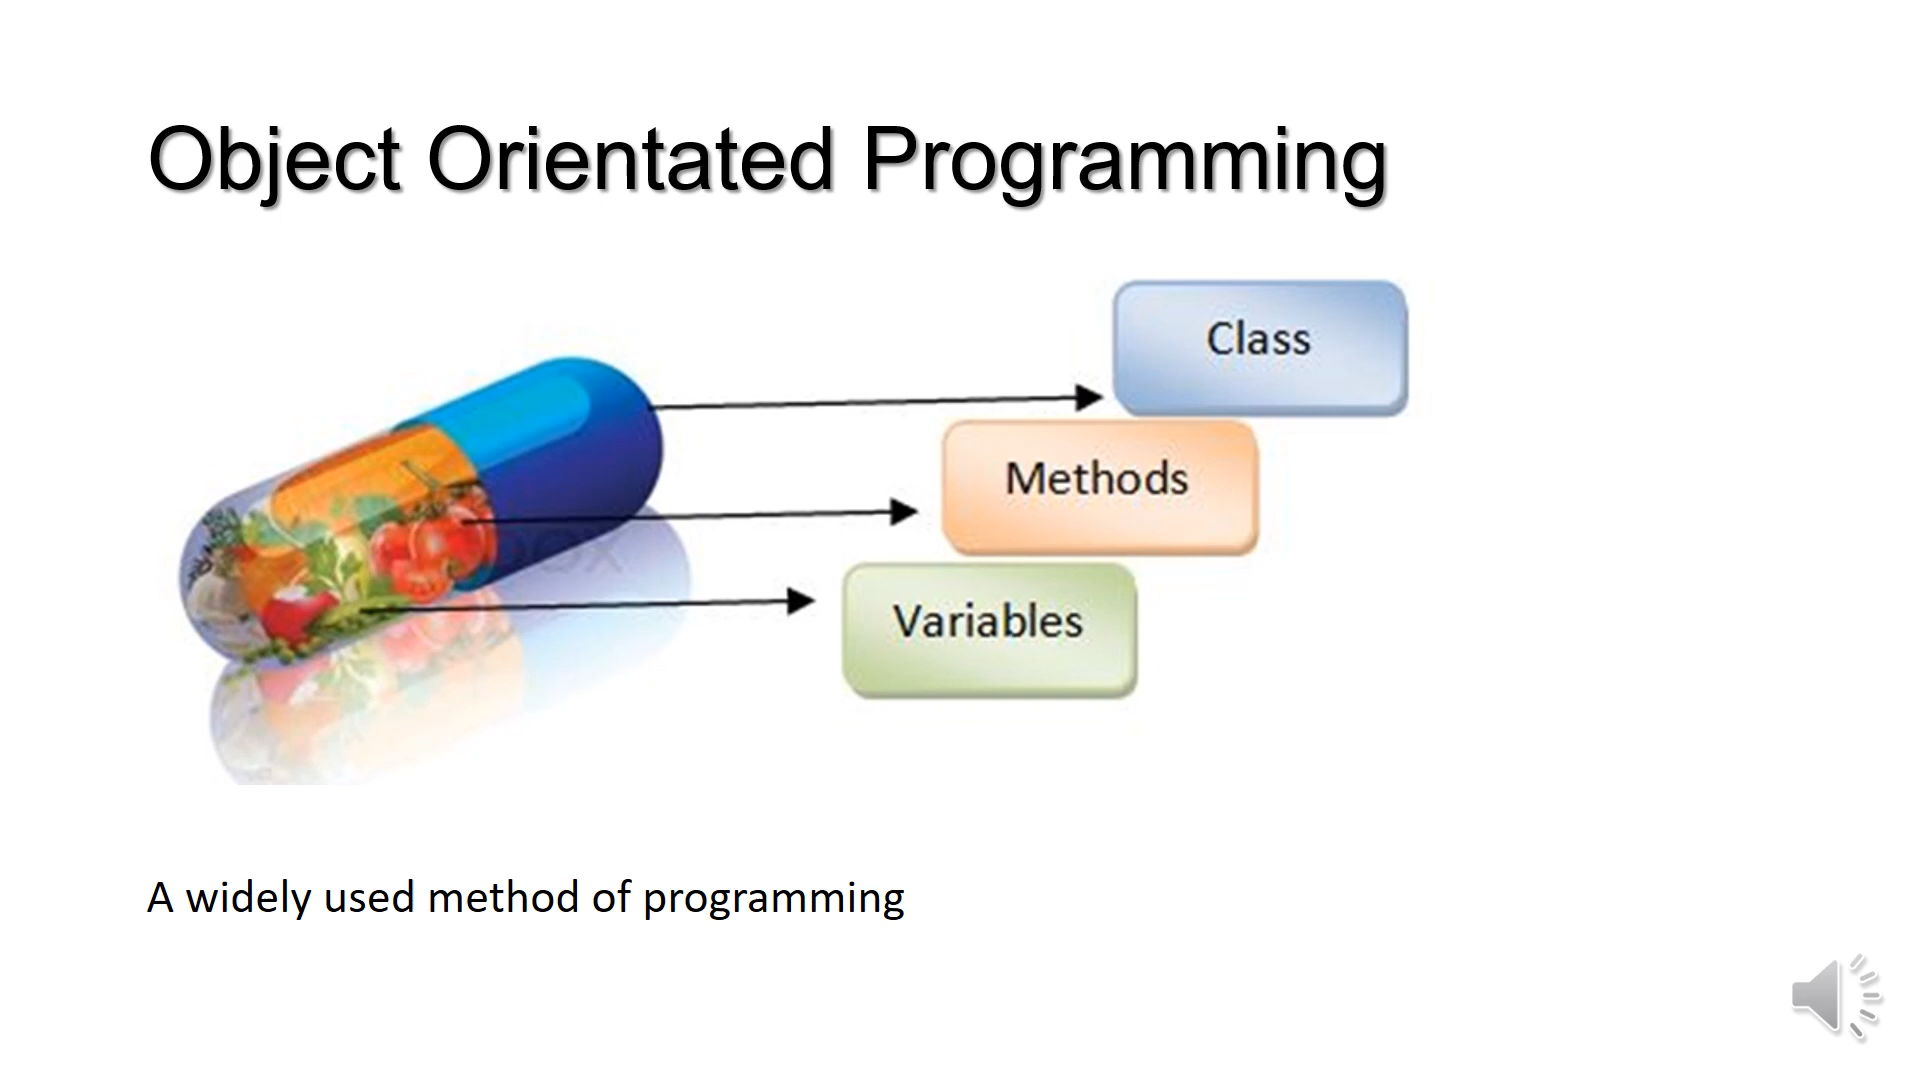 Object Orientated Programming
Class
Methods
Variables
A widely used method of programming